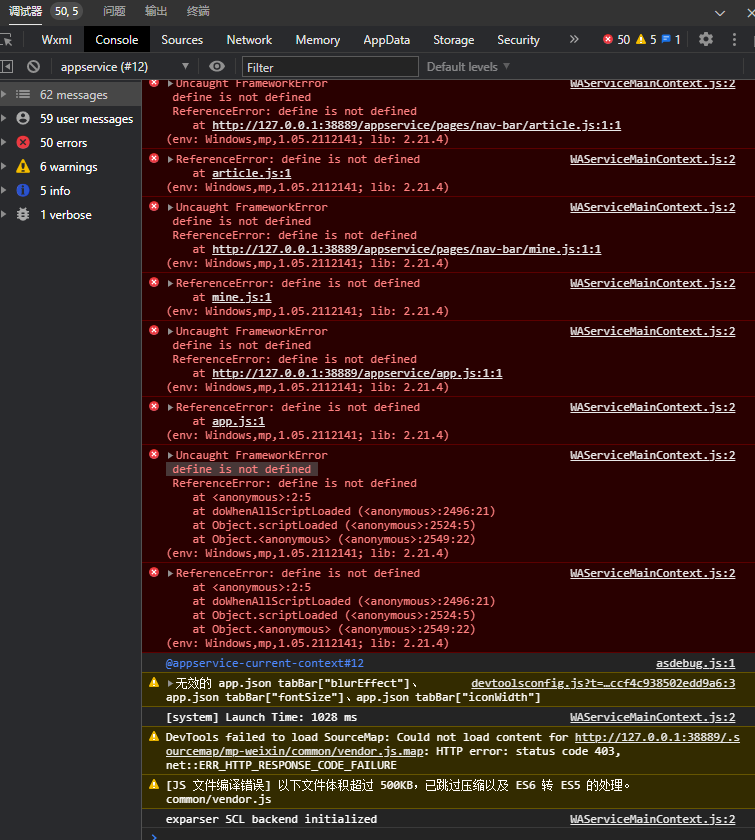 调试器 50, 5 问题 输出 终端
Wxml Console Sources Network Memory AppData Storage Security » 50 5 1
appservice (#12) ▼ Filter Default levels ▼
62 messages
59 user messages
50 errors
6 warnings
5 info
1 verbose
Uncaught FrameworkError WAServiceMainContext.js:2
define is not defined
ReferenceError: define is not defined
at http://127.0.0.1:38889/appservice/pages/nav-bar/article.js:1:1
(env: Windows,mp,1.05.2112141; lib: 2.21.4)
ReferenceError: define is not defined WAServiceMainContext.js:2
at article.js:1
(env: Windows,mp,1.05.2112141; lib: 2.21.4)
Uncaught FrameworkError WAServiceMainContext.js:2
define is not defined
ReferenceError: define is not defined
at http://127.0.0.1:38889/appservice/pages/nav-bar/mine.js:1:1
(env: Windows,mp,1.05.2112141; lib: 2.21.4)
ReferenceError: define is not defined WAServiceMainContext.js:2
at mine.js:1
(env: Windows,mp,1.05.2112141; lib: 2.21.4)
Uncaught FrameworkError WAServiceMainContext.js:2
define is not defined
ReferenceError: define is not defined
at http://127.0.0.1:38889/appservice/app.js:1:1
(env: Windows,mp,1.05.2112141; lib: 2.21.4)
ReferenceError: define is not defined WAServiceMainContext.js:2
at app.js:1
(env: Windows,mp,1.05.2112141; lib: 2.21.4)
Uncaught FrameworkError WAServiceMainContext.js:2
define is not defined
ReferenceError: define is not defined
at <anonymous>:2:5
at doWhenAllScriptLoaded (<anonymous>:2496:21)
at Object.scriptLoaded (<anonymous>:2524:5)
at Object.<anonymous> (<anonymous>:2549:22)
(env: Windows,mp,1.05.2112141; lib: 2.21.4)
ReferenceError: define is not defined WAServiceMainContext.js:2
at <anonymous>:2:5
at doWhenAllScriptLoaded (<anonymous>:2496:21)
at Object.scriptLoaded (<anonymous>:2524:5)
at Object.<anonymous> (<anonymous>:2549:22)
(env: Windows,mp,1.05.2112141; lib: 2.21.4)
@appservice-current-context#12 asdebug.js:1
无效的 app.json tabBar["blurEffect"]、 devtoolsconfig.js?t=…ccf4c938502edd9a6:3
app.json tabBar["fontSize"]、app.json tabBar["iconWidth"]
[system] Launch Time: 1028 ms WAServiceMainContext.js:2
DevTools failed to load SourceMap: Could not load content for http://127.0.0.1:38889/.s
ourcemap/mp-weixin/common/vendor.js.map: HTTP error: status code 403,
net::ERR_HTTP_RESPONSE_CODE_FAILURE
[JS 文件编译错误] 以下文件体积超过 500KB，已跳过压缩以及 ES6 转 ES5 的处理。
common/vendor.js
exparser SCL backend initialized WAServiceMainContext.js:2